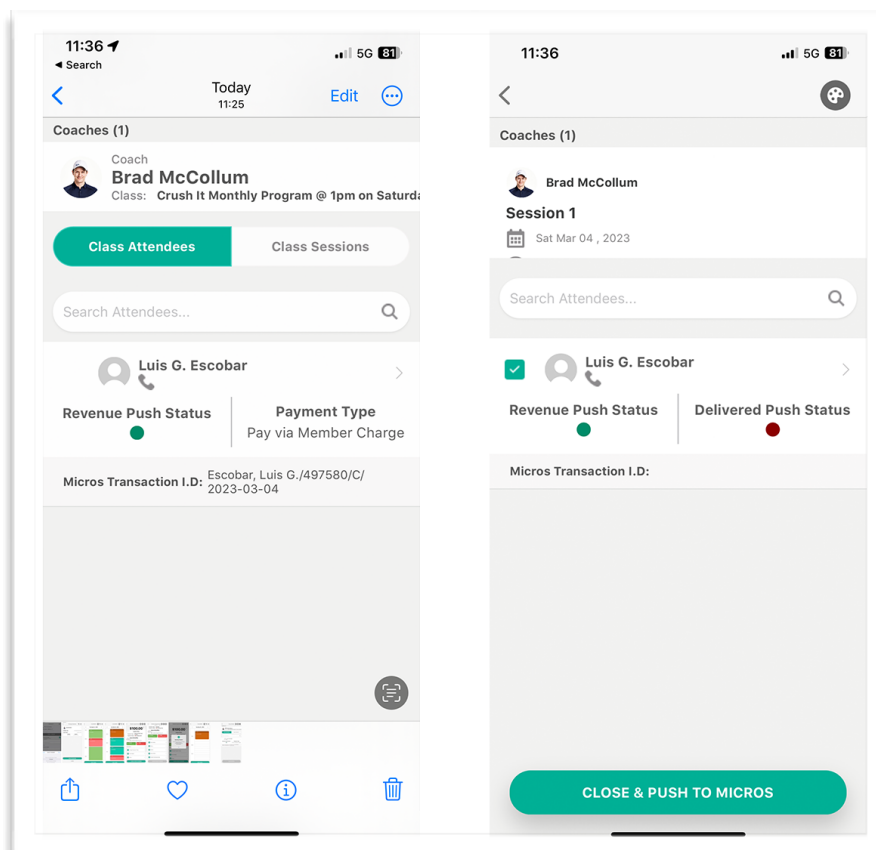 11:36
5G 81
Search
Today
11:25
Edit
Coaches (1)
Coach
Brad McCollum
Class: Crush It Monthly Program @ 1pm on Saturda
Class Attendees
Class Sessions
Search Attendees...
Luis G. Escobar
Revenue Push Status
Payment Type
Pay via Member Charge
Micros Transaction I.D:
Escobar, Luis G./497580/C/
2023-03-04
11:36
5G 81
Coaches (1)
Brad McCollum
Session 1
Sat Mar 04 , 2023
Search Attendees...
Luis G. Escobar
Revenue Push Status
Delivered Push Status
Micros Transaction I.D:
CLOSE & PUSH TO MICROS